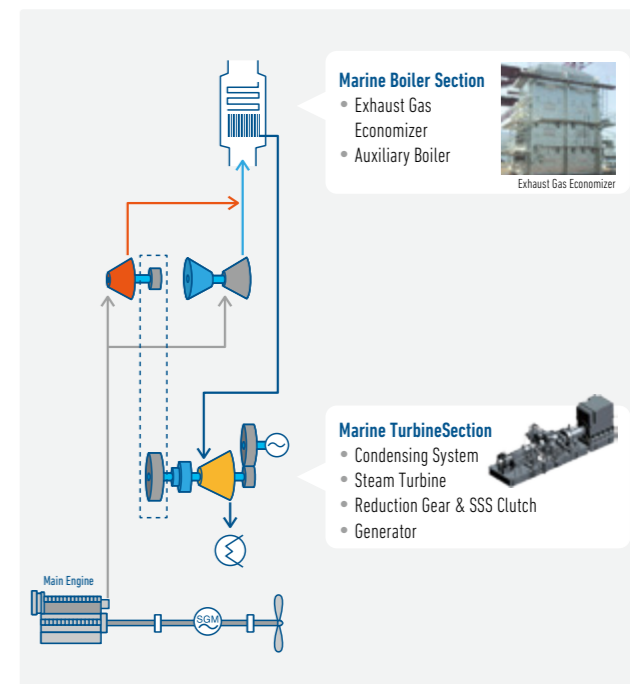 Marine Boiler Section
• Exhaust Gas
Economizer
• Auxiliary Boiler
Exhaust Gas Economizer
Marine TurbineSection
• Condensing System
• Steam Turbine
• Reduction Gear & SSS Clutch
• Generator
Main Engine
SGM